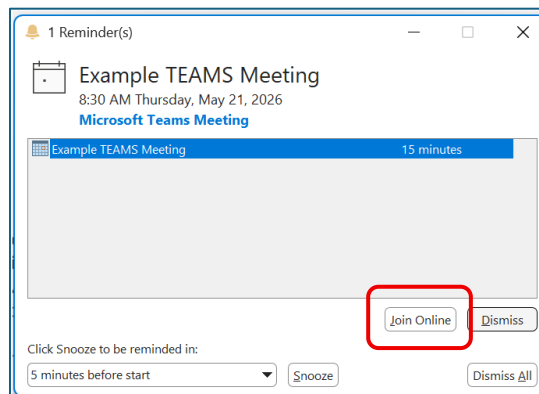 1 Reminder(s)
Example TEAMS Meeting
8:30 AM Thursday, May 21, 2026
Microsoft Teams Meeting
Example TEAMS Meeting 15 minutes
Join Online Dismiss
Click Snooze to be reminded in:
5 minutes before start Snooze Dismiss All